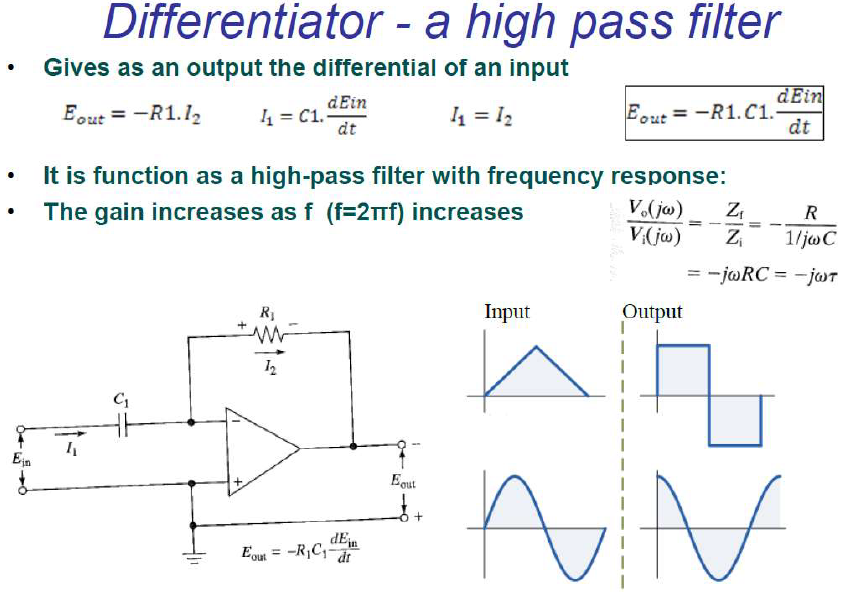 Differentiator - a high pass filter
• Gives as an output the differential of an input
E_out = −R1.I_2    I_1 = C1. dEin/dt    I_1 = I_2    E_out = −R1.C1. dEin/dt
• It is function as a high-pass filter with frequency response:
• The gain increases as f (f=2πf) increases
V_o(jω)/V_i(jω) = − Z_f/Z_i = − R/(1/jωC)
= −jωRC = −jωτ
Input    Output
R_1
+ −
I_2
C_1
I_1
E_in
−
+
−
E_out
+
E_out = −R_1C_1 dE_in/dt